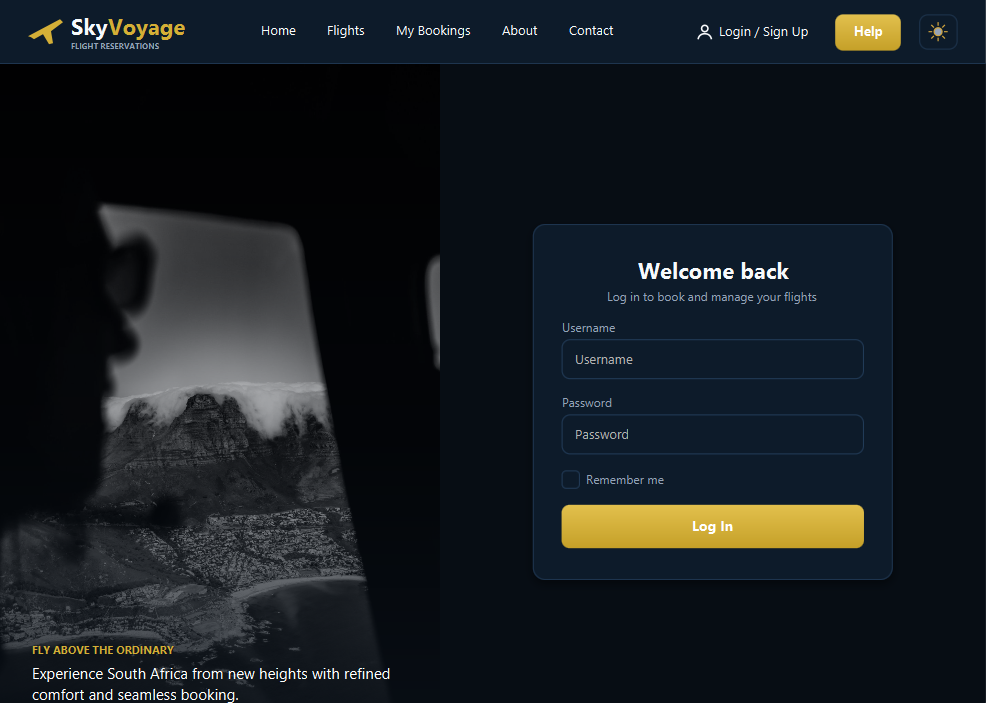 SkyVoyage
FLIGHT RESERVATIONS
Home
Flights
My Bookings
About
Contact
Login / Sign Up
Help
FLY ABOVE THE ORDINARY
Experience South Africa from new heights with refined
comfort and seamless booking.
Welcome back
Log in to book and manage your flights
Username
Username
Password
Password
Remember me
Log In